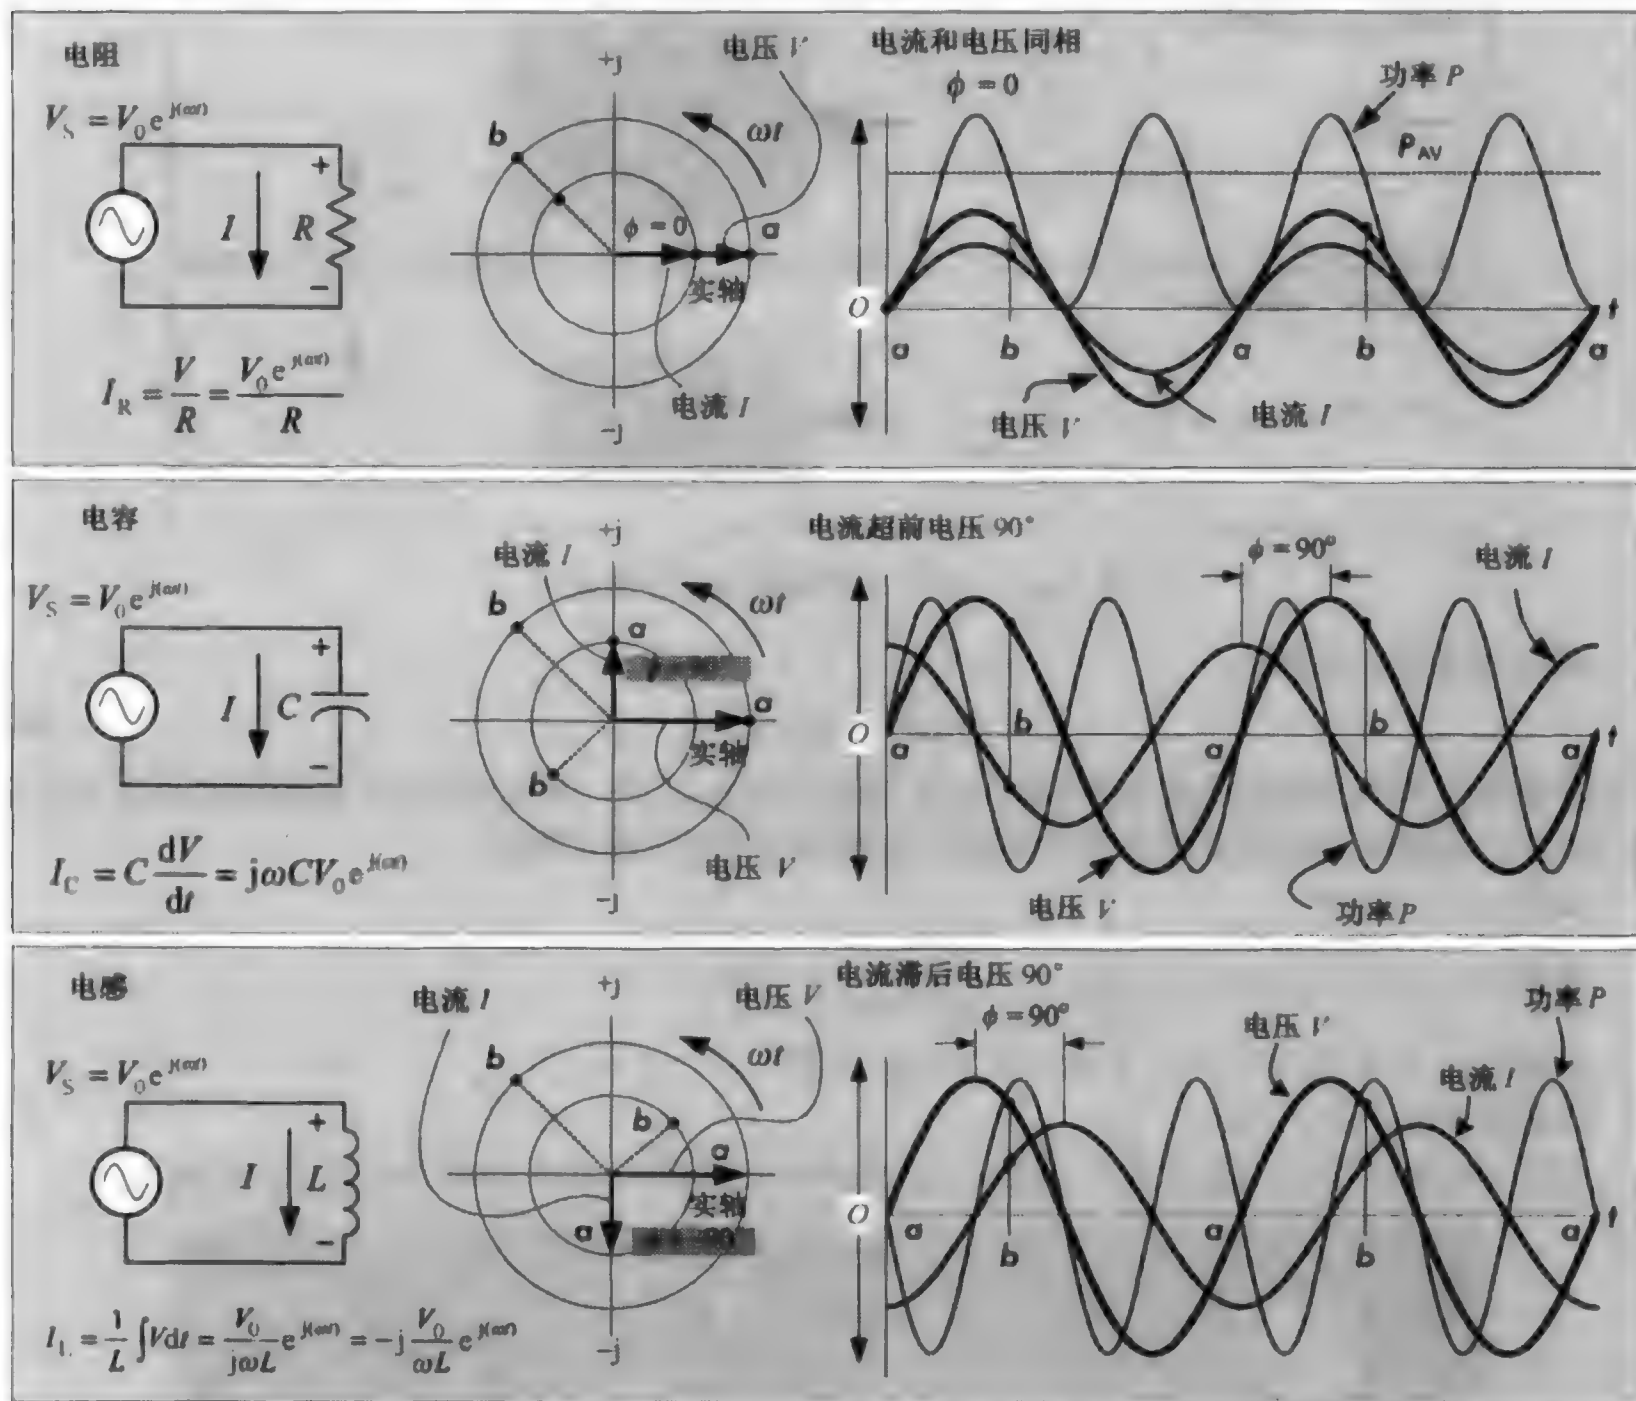 电阻
V_S = V_0 e^{j(ωt)}
I
R
+
−
I_R = V/R = V_0 e^{j(ωt)}/R
+j
电压 V
b
ωt
ϕ = 0
a
实轴
电流 I
−j
电流和电压同相
ϕ = 0
功率 P
P_AV
O
a
b
a
b
a
t
电压 V
电流 I
电容
V_S = V_0 e^{j(ωt)}
I
C
+
−
I_C = C dV/dt = jωCV_0 e^{j(ωt)}
+j
电流 I
b
ωt
a
a
实轴
b
电压 V
−j
电流超前电压 90°
ϕ = 90°
电流 I
O
a
b
a
b
a
t
电压 V
功率 P
电感
V_S = V_0 e^{j(ωt)}
I
L
+
−
I_L = 1/L ∫Vdt = V_0/jωL e^{j(ωt)} = −j V_0/ωL e^{j(ωt)}
电流 I
+j
电压 V
b
ωt
b
a
实轴
a
−j
电流滞后电压 90°
ϕ = 90°
电压 V
功率 P
电流 I
O
a
b
a
b
a
t